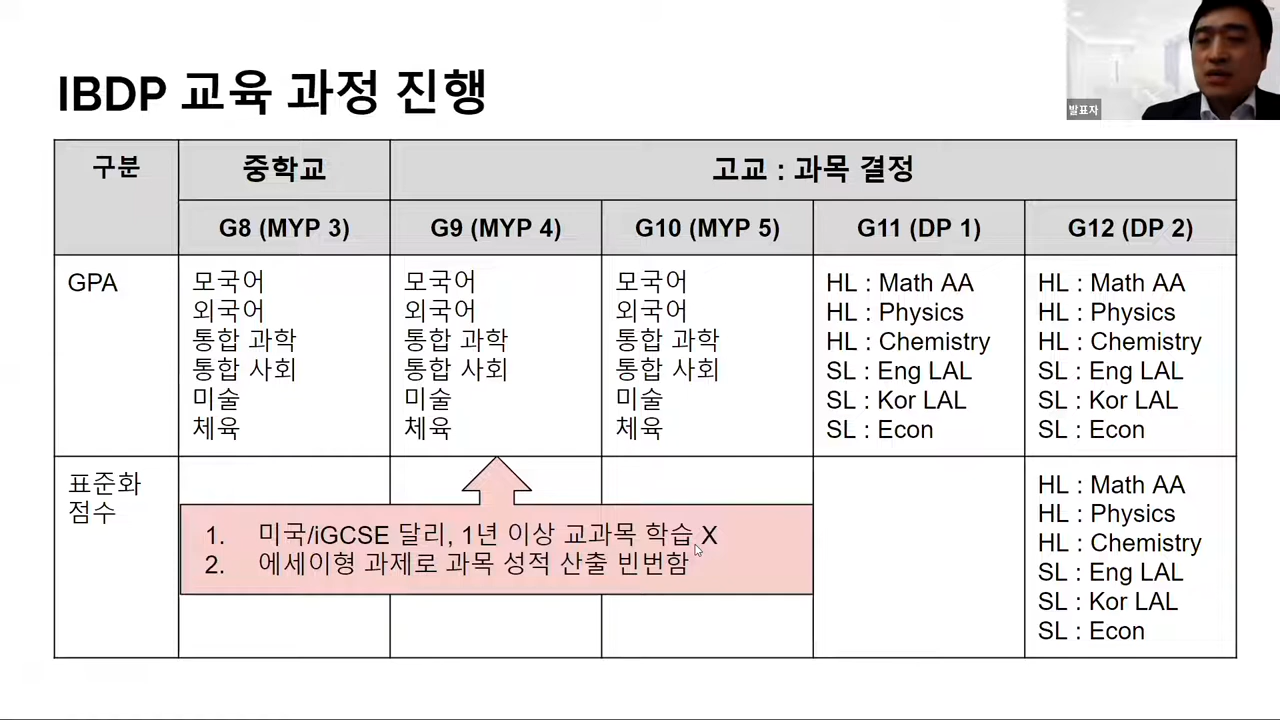 IBDP 교육 과정 진행
발표자
구분
중학교
고교 : 과목 결정
G8 (MYP 3)
G9 (MYP 4)
G10 (MYP 5)
G11 (DP 1)
G12 (DP 2)
GPA
모국어
외국어
통합 과학
통합 사회
미술
체육
모국어
외국어
통합 과학
통합 사회
미술
체육
모국어
외국어
통합 과학
통합 사회
미술
체육
HL : Math AA
HL : Physics
HL : Chemistry
SL : Eng LAL
SL : Kor LAL
SL : Econ
HL : Math AA
HL : Physics
HL : Chemistry
SL : Eng LAL
SL : Kor LAL
SL : Econ
표준화
점수
1. 미국/iGCSE 달리, 1년 이상 교과목 학습 X
2. 에세이형 과제로 과목 성적 산출 빈번함
HL : Math AA
HL : Physics
HL : Chemistry
SL : Eng LAL
SL : Kor LAL
SL : Econ